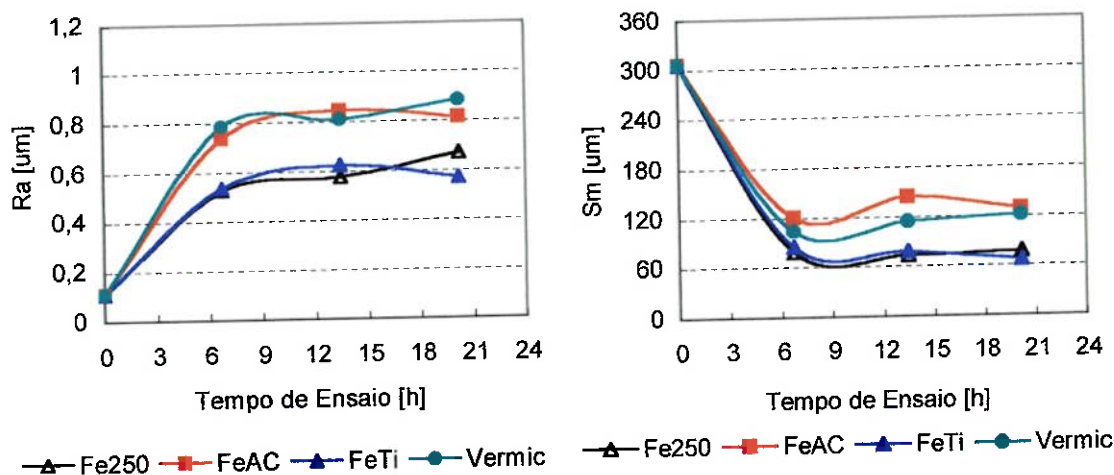 1,2
1
0,8
0,6
0,4
0,2
0
Ra [um]
0 3 6 9 12 15 18 21 24
Tempo de Ensaio [h]
Fe250 FeAC FeTi Vermic
360
300
240
180
120
60
0
Sm [um]
0 3 6 9 12 15 18 21 24
Tempo de Ensaio [h]
Fe250 FeAC FeTi Vermic